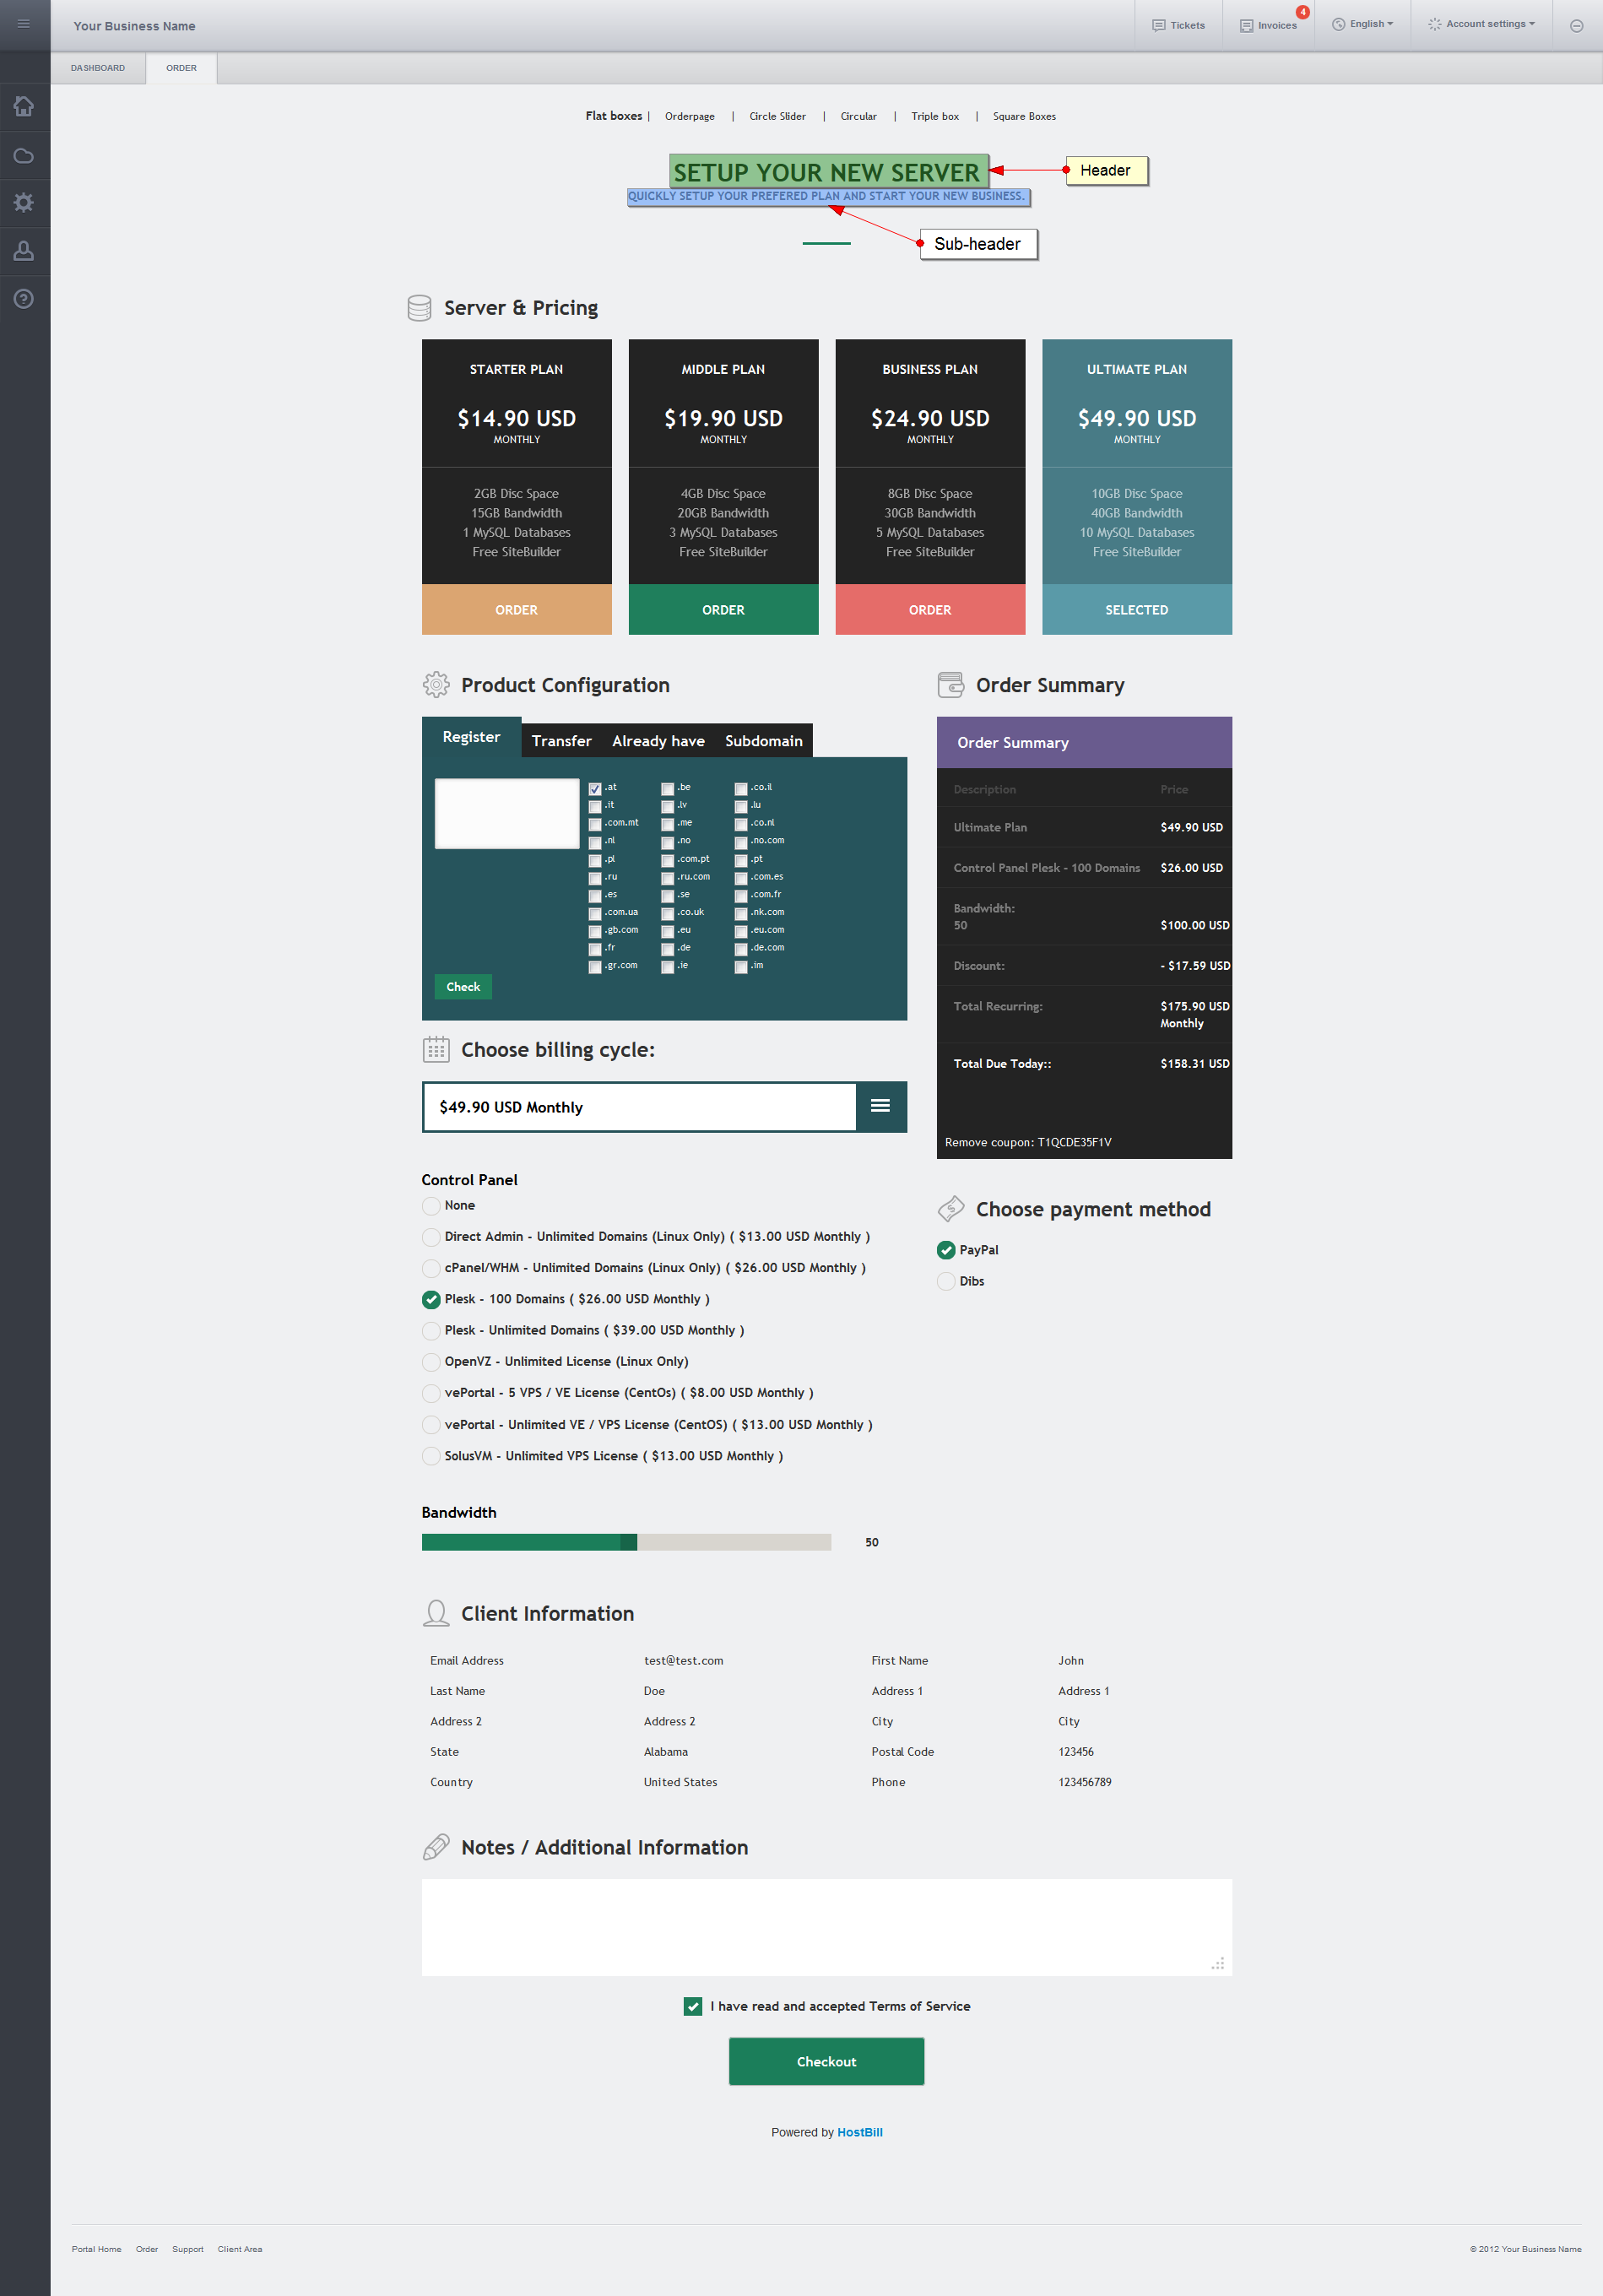 Your Business Name
Tickets
Invoices
4
English
Account settings
DASHBOARD
ORDER
Flat boxes | Orderpage | Circle Slider | Circular | Triple box | Square Boxes
SETUP YOUR NEW SERVER
Header
QUICKLY SETUP YOUR PREFERED PLAN AND START YOUR NEW BUSINESS.
Sub-header
Server & Pricing
STARTER PLAN
$14.90 USD
MONTHLY
2GB Disc Space
15GB Bandwidth
1 MySQL Databases
Free SiteBuilder
ORDER
MIDDLE PLAN
$19.90 USD
MONTHLY
4GB Disc Space
20GB Bandwidth
3 MySQL Databases
Free SiteBuilder
ORDER
BUSINESS PLAN
$24.90 USD
MONTHLY
8GB Disc Space
30GB Bandwidth
5 MySQL Databases
Free SiteBuilder
ORDER
ULTIMATE PLAN
$49.90 USD
MONTHLY
10GB Disc Space
40GB Bandwidth
10 MySQL Databases
Free SiteBuilder
SELECTED
Product Configuration
Register Transfer Already have Subdomain
.at .be .co.il
.it .lv .lu
.com.mt .me .co.nl
.nl .no .no.com
.pl .com.pt .pt
.ru .ru.com .com.es
.es .se .com.fr
.com.ua .co.uk .nk.com
.gb.com .eu .eu.com
.fr .de .de.com
.gr.com .ie .im
Check
Choose billing cycle:
$49.90 USD Monthly
Control Panel
None
Direct Admin - Unlimited Domains (Linux Only) ( $13.00 USD Monthly )
cPanel/WHM - Unlimited Domains (Linux Only) ( $26.00 USD Monthly )
Plesk - 100 Domains ( $26.00 USD Monthly )
Plesk - Unlimited Domains ( $39.00 USD Monthly )
OpenVZ - Unlimited License (Linux Only)
vePortal - 5 VPS / VE License (CentOs) ( $8.00 USD Monthly )
vePortal - Unlimited VE / VPS License (CentOS) ( $13.00 USD Monthly )
SolusVM - Unlimited VPS License ( $13.00 USD Monthly )
Bandwidth
50
Order Summary
Order Summary
Description Price
Ultimate Plan $49.90 USD
Control Panel Plesk - 100 Domains $26.00 USD
Bandwidth:
50 $100.00 USD
Discount: - $17.59 USD
Total Recurring: $175.90 USD
Monthly
Total Due Today:: $158.31 USD
Remove coupon: T1QCDE35F1V
Choose payment method
PayPal
Dibs
Client Information
Email Address test@test.com First Name John
Last Name Doe Address 1 Address 1
Address 2 Address 2 City City
State Alabama Postal Code 123456
Country United States Phone 123456789
Notes / Additional Information
I have read and accepted Terms of Service
Checkout
Powered by HostBill
Portal Home Order Support Client Area
© 2012 Your Business Name